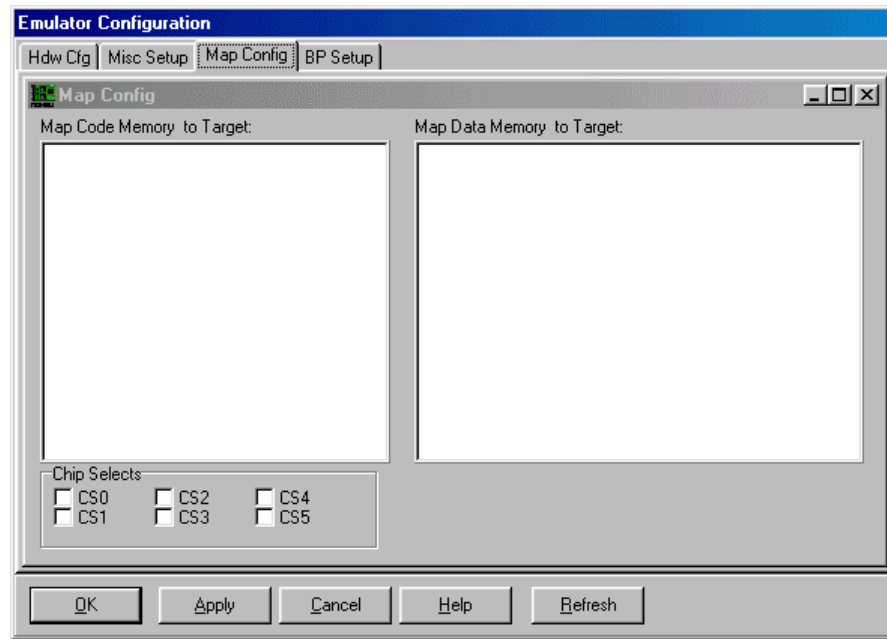 Emulator Configuration
Hdw Cfg Misc Setup Map Config BP Setup
Map Config
Map Code Memory to Target: Map Data Memory to Target:
Chip Selects
CS0 CS2 CS4
CS1 CS3 CS5
OK Apply Cancel Help Refresh